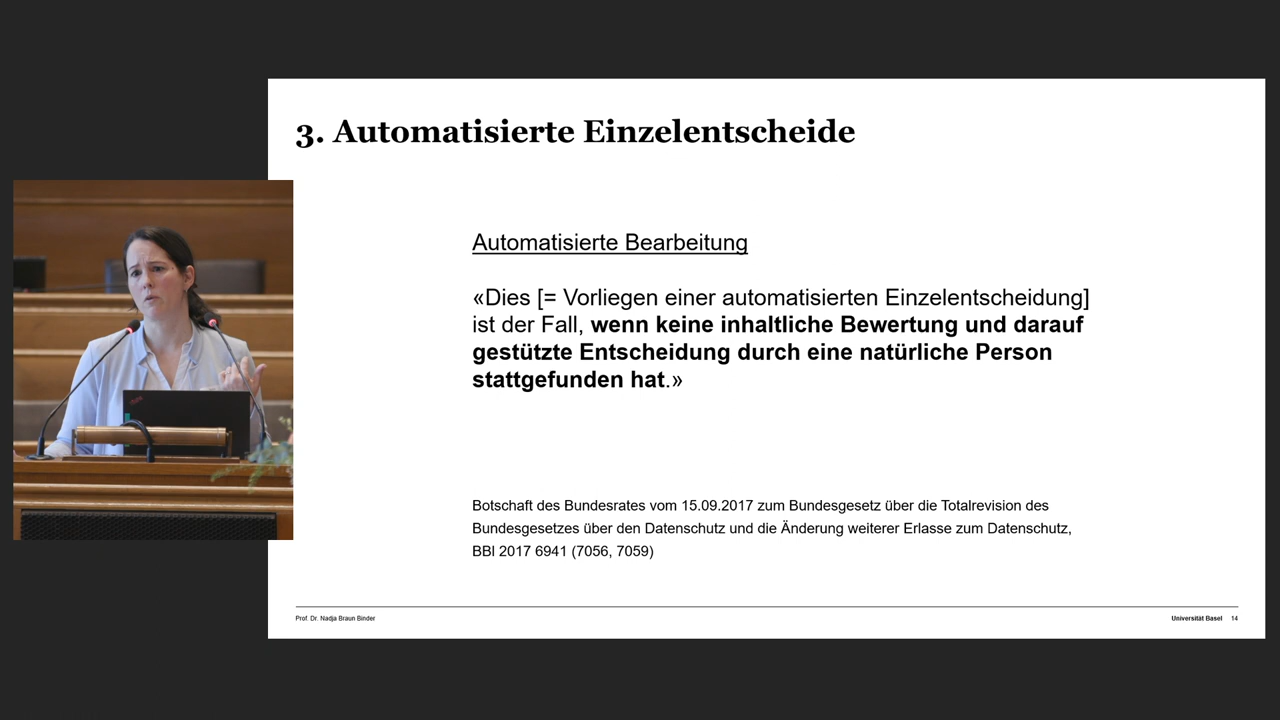 3. Automatisierte Einzelentscheide
Automatisierte Bearbeitung
«Dies [= Vorliegen einer automatisierten Einzelentscheidung]
ist der Fall, wenn keine inhaltliche Bewertung und darauf
gestützte Entscheidung durch eine natürliche Person
stattgefunden hat.»
Botschaft des Bundesrates vom 15.09.2017 zum Bundesgesetz über die Totalrevision des
Bundesgesetzes über den Datenschutz und die Änderung weiterer Erlasse zum Datenschutz,
BBl 2017 6941 (7056, 7059)
Prof. Dr. Nadja Braun Binder
Universität Basel 14